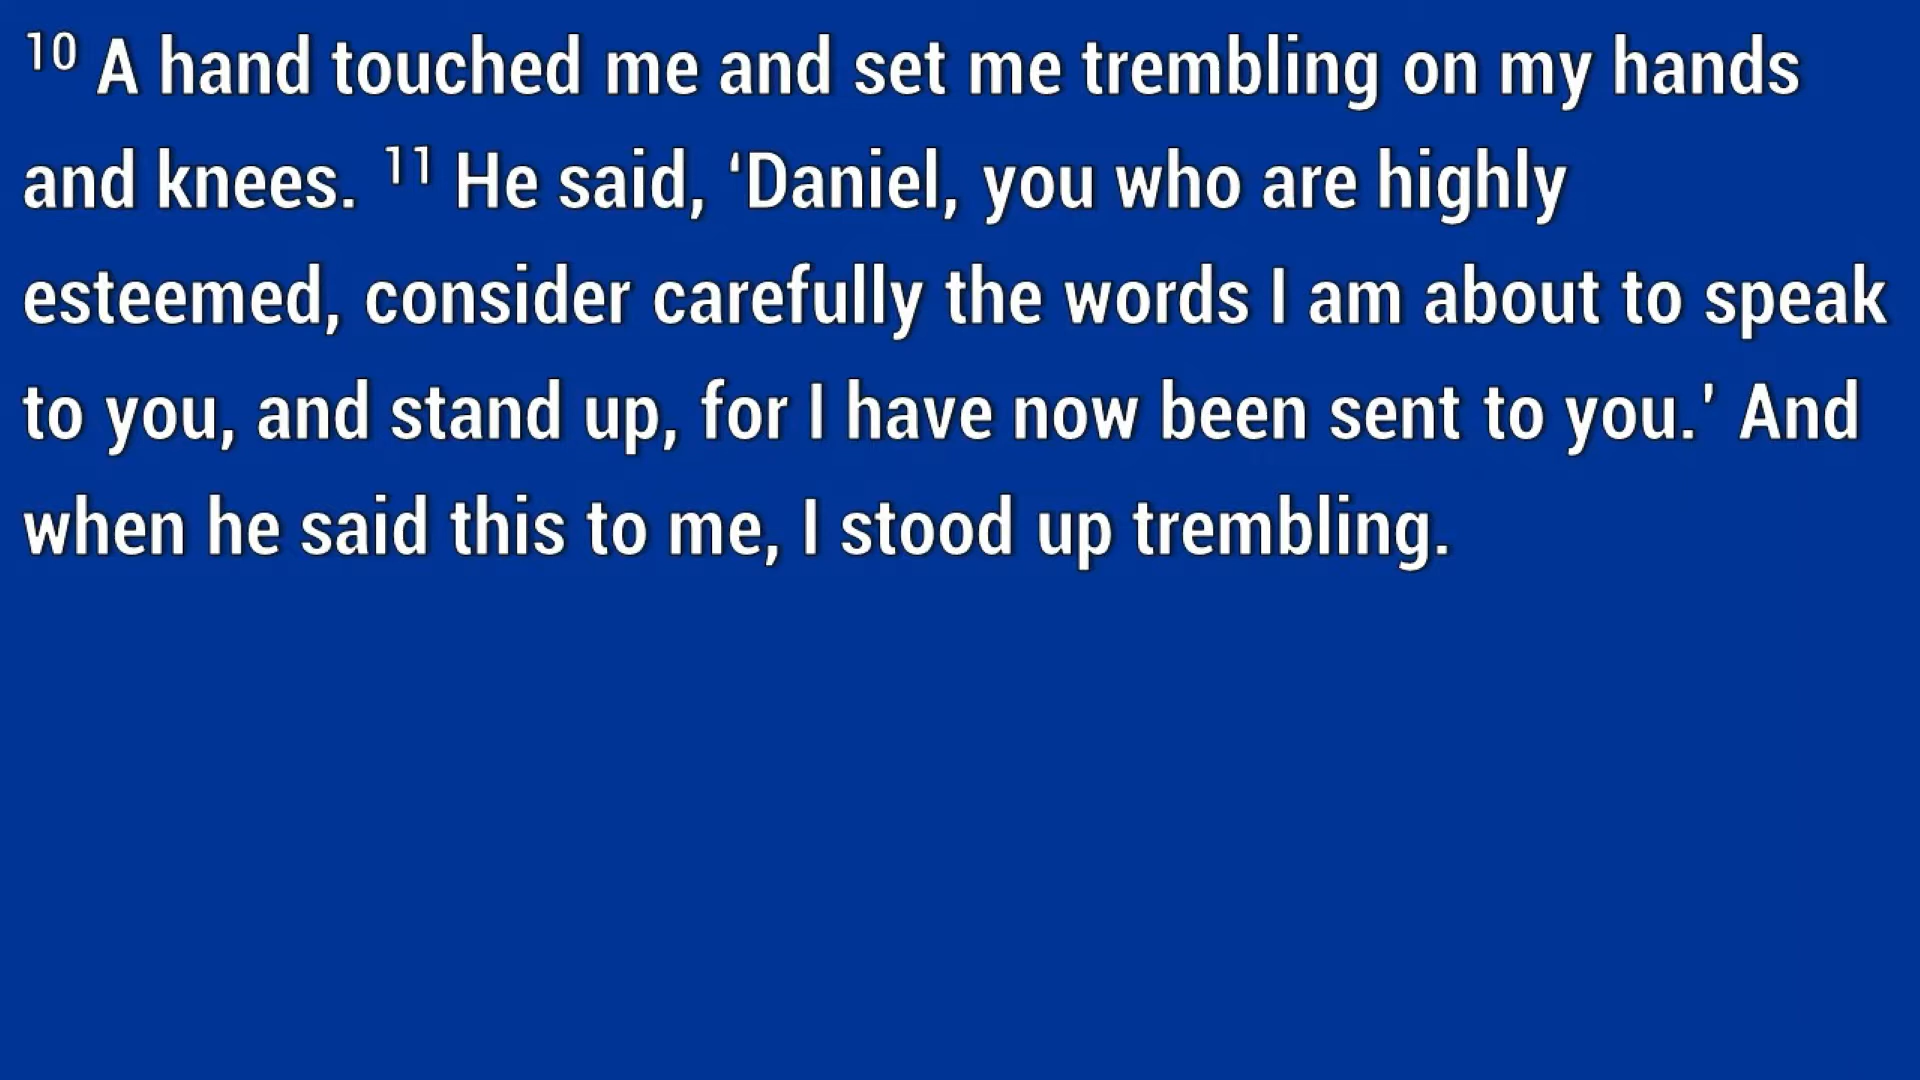 10 A hand touched me and set me trembling on my hands
and knees. 11 He said, ‘Daniel, you who are highly
esteemed, consider carefully the words I am about to speak
to you, and stand up, for I have now been sent to you.’ And
when he said this to me, I stood up trembling.